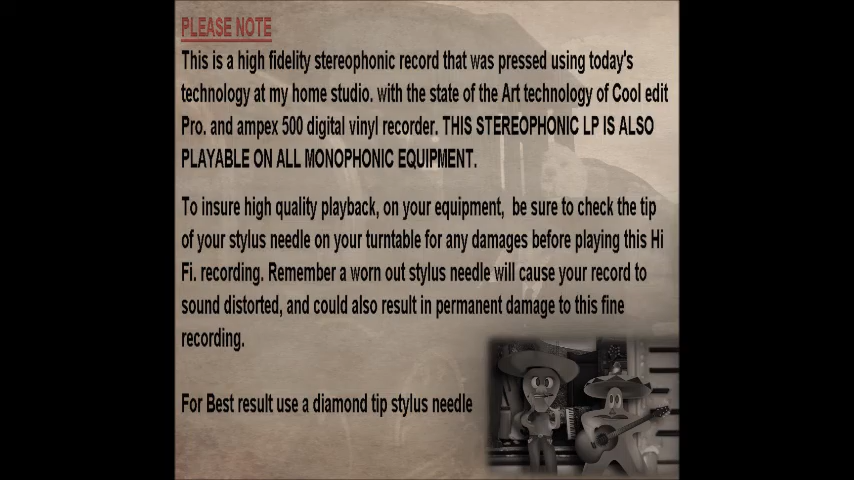 PLEASE NOTE
This is a high fidelity stereophonic record that was pressed using today's
technology at my home studio. with the state of the Art technology of Cool edit
Pro. and ampex 500 digital vinyl recorder. THIS STEREOPHONIC LP IS ALSO
PLAYABLE ON ALL MONOPHONIC EQUIPMENT.
To insure high quality playback, on your equipment, be sure to check the tip
of your stylus needle on your turntable for any damages before playing this Hi
Fi. recording. Remember a worn out stylus needle will cause your record to
sound distorted, and could also result in permanent damage to this fine
recording.
For Best result use a diamond tip stylus needle